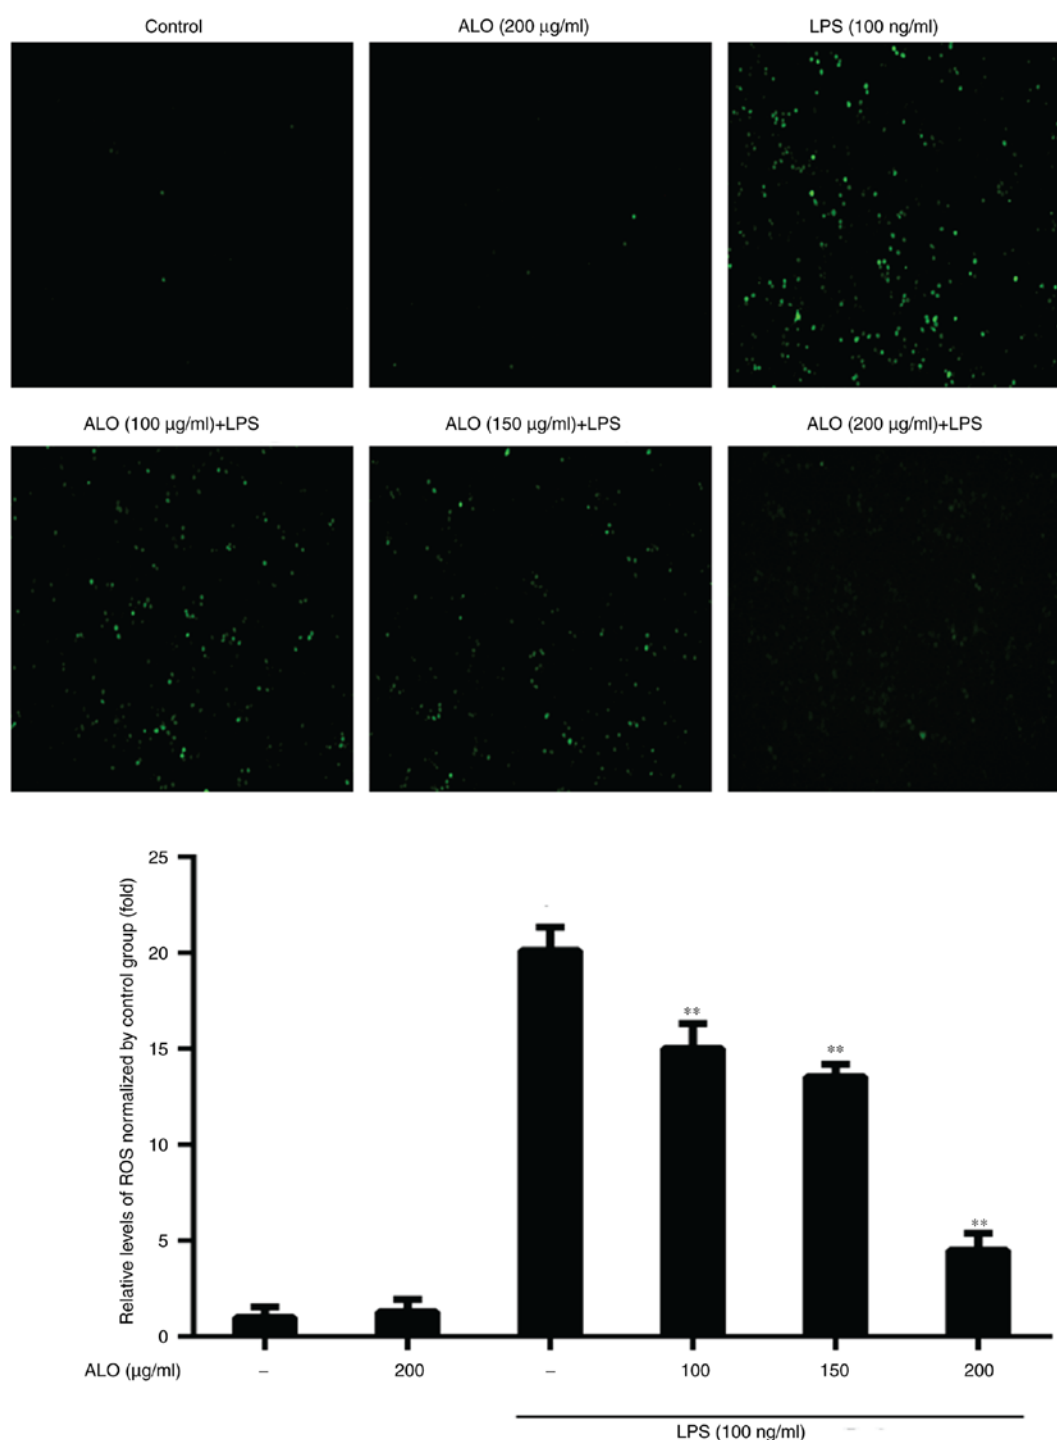 Control
ALO (200 μg/ml)
LPS (100 ng/ml)
ALO (100 μg/ml)+LPS
ALO (150 μg/ml)+LPS
ALO (200 μg/ml)+LPS
Relative levels of ROS normalized by control group (fold)
25
20
15
10
5
0
**
**
**
ALO (μg/ml) – 200 – 100 150 200
LPS (100 ng/ml)